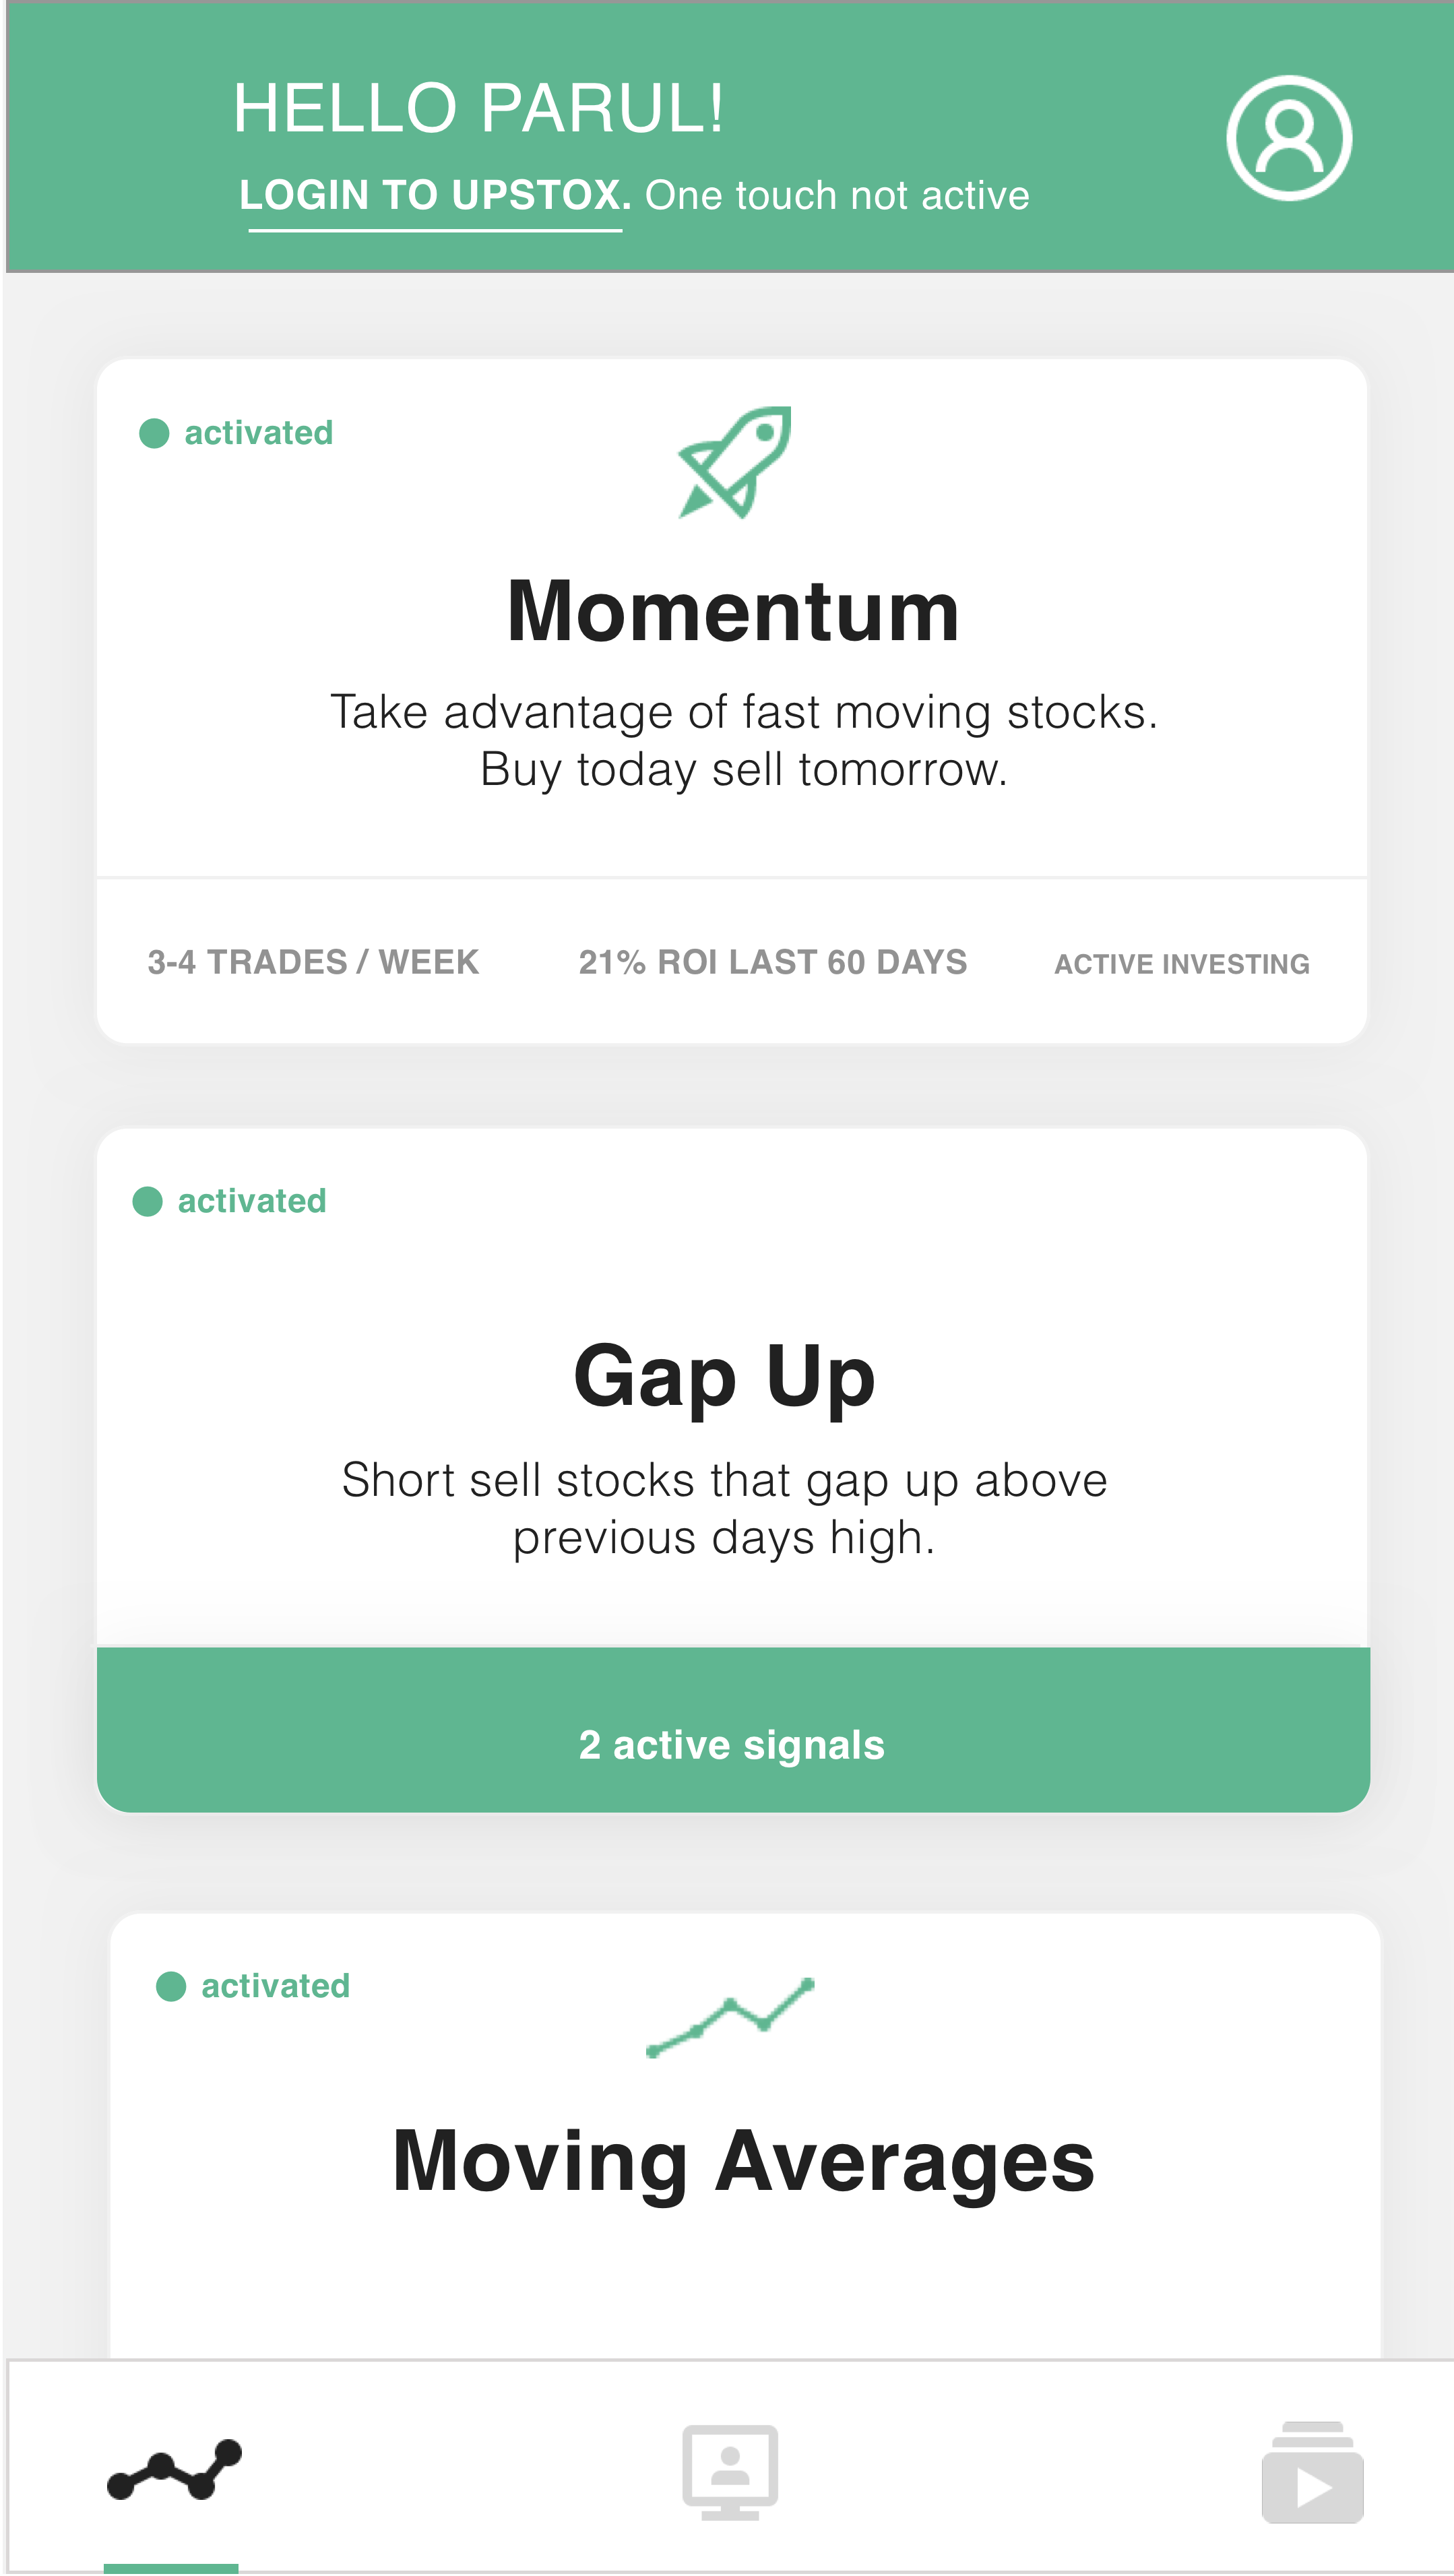 HELLO PARUL!
LOGIN TO UPSTOX. One touch not active
activated
Momentum
Take advantage of fast moving stocks.
Buy today sell tomorrow.
3-4 TRADES / WEEK 21% ROI LAST 60 DAYS ACTIVE INVESTING
activated
Gap Up
Short sell stocks that gap up above
previous days high.
2 active signals
activated
Moving Averages